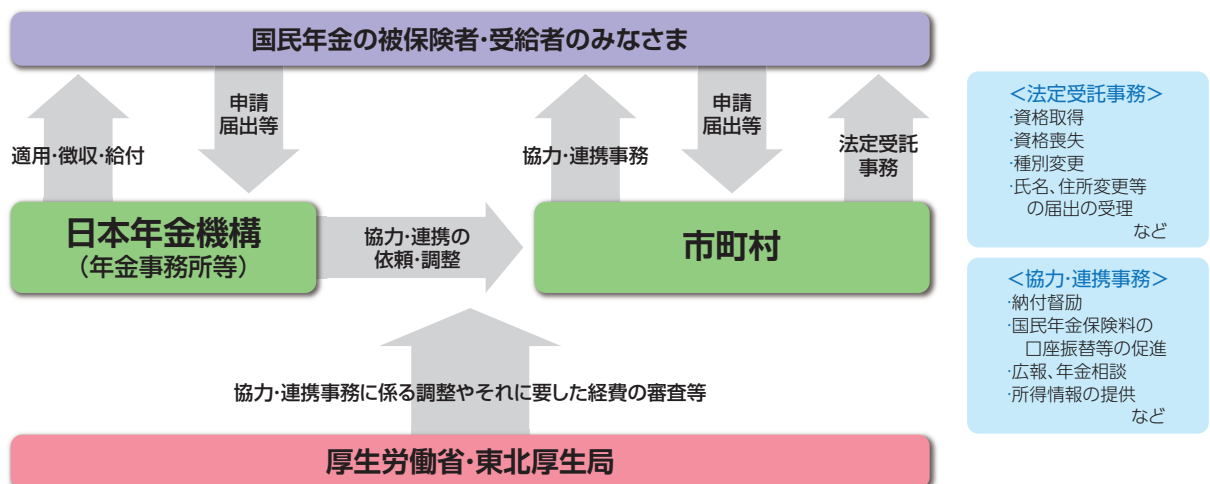 国民年金の被保険者･受給者のみなさま
適用･徴収･給付
申請
届出等
協力･連携事務
申請
届出等
法定受託
事務
日本年金機構
（年金事務所等）
協力･連携の
依頼･調整
市町村
協力･連携事務に係る調整やそれに要した経費の審査等
厚生労働省･東北厚生局
＜法定受託事務＞
･資格取得
･資格喪失
･種別変更
･氏名、住所変更等
の届出の受理
など
＜協力･連携事務＞
･納付督励
･国民年金保険料の
口座振替等の促進
･広報、年金相談
･所得情報の提供
など